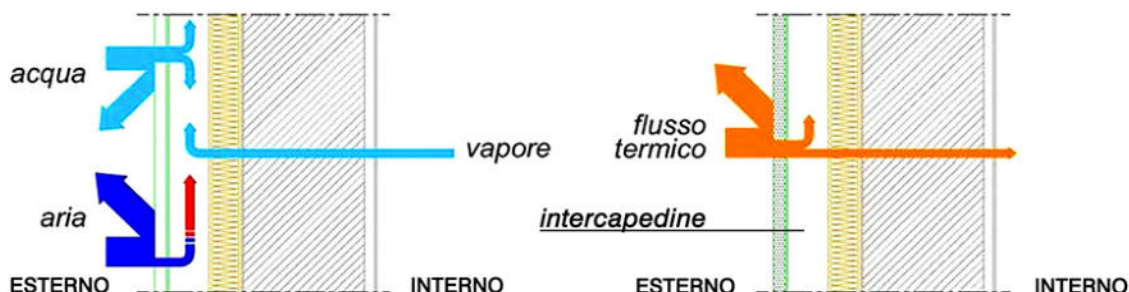 acqua
vapore
aria
ESTERNO
INTERNO
flusso
termico
intercapedine
ESTERNO
INTERNO